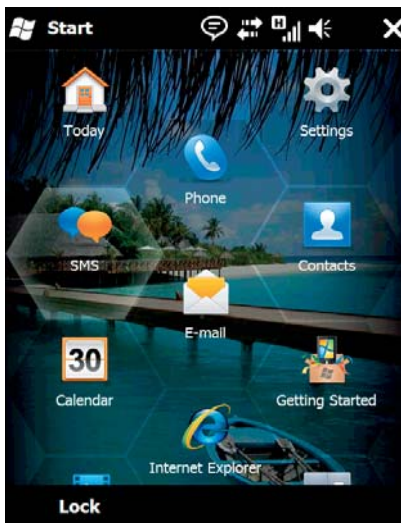 Start
H
Today
Settings
Phone
SMS
Contacts
E-mail
30
Calendar
Getting Started
Internet Explorer
Lock